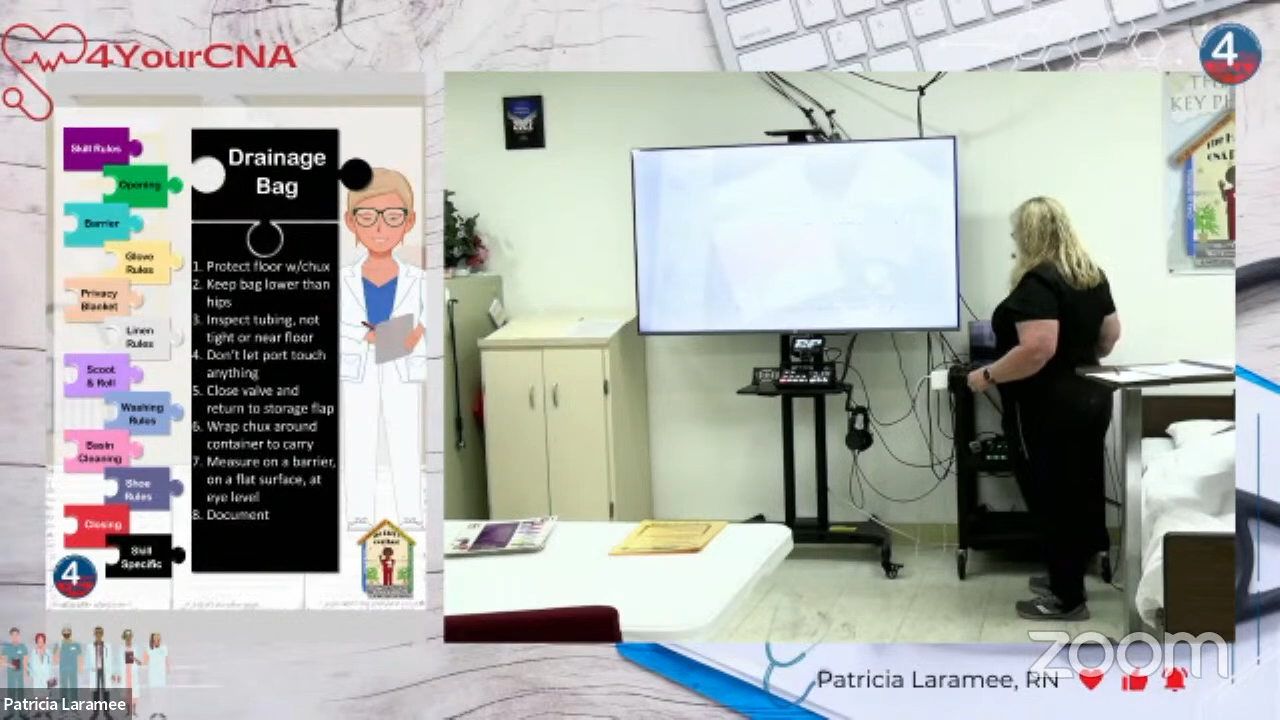 4YourCNA
4
Skill Rules
Opening
Barrier
Glove
Rules
Privacy
Blanket
Linen
Rules
Scoot
& Roll
Washing
Rules
Basin
Cleaning
Shoe
Rules
Closing
Skill
Specific
4
Drainage
Bag
1. Protect floor w/chux
2. Keep bag lower than
hips
3. Inspect tubing, not
tight or near floor
4. Don't let port touch
anything
5. Close valve and
return to storage flap
6. Wrap chux around
container to carry
7. Measure on a barrier,
on a flat surface, at
eye level
8. Document
KEY
zoom
Patricia Laramee, RN
Patricia Laramee